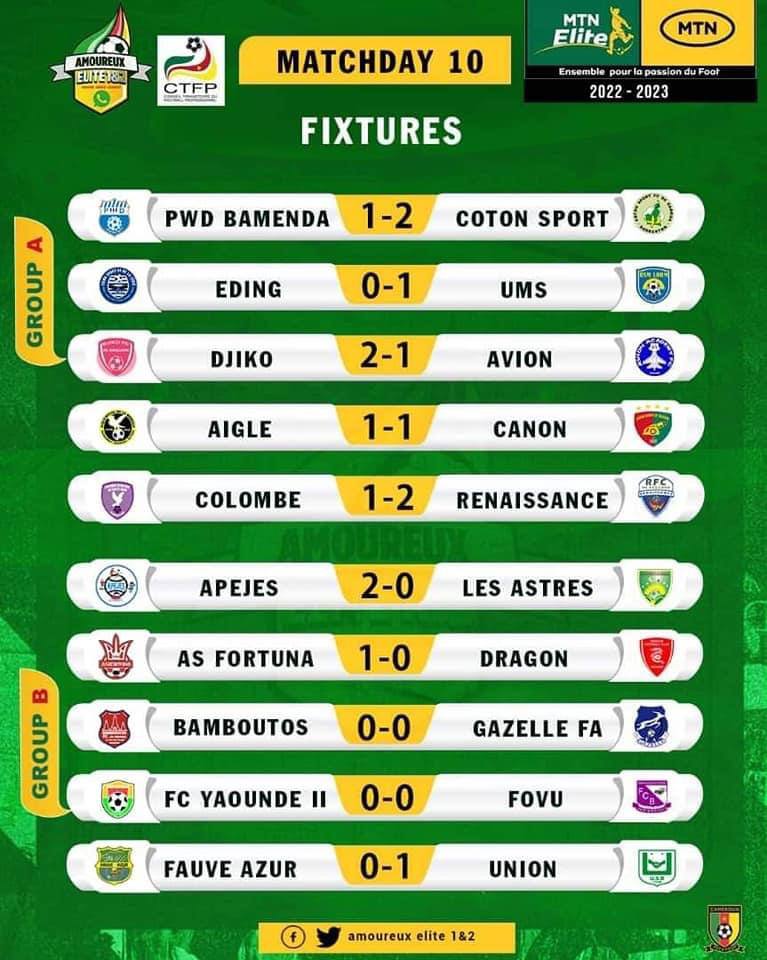 AMOUREUX
ELITE 1&2
CTFP
MATCHDAY 10
MTN
Elite
MTN
Ensemble pour la passion du Foot
2022 - 2023
FIXTURES
GROUP A
PWD BAMENDA 1-2 COTON SPORT
EDING 0-1 UMS
DJIKO 2-1 AVION
AIGLE 1-1 CANON
COLOMBE 1-2 RENAISSANCE
RFC
AMOUREUX
GROUP B
APEJES 2-0 LES ASTRES
AS FORTUNA 1-0 DRAGON
BAMBOUTOS 0-0 GAZELLE FA
FC YAOUNDE II 0-0 FOVU
FCB
FAUVE AZUR 0-1 UNION
amoureux elite 1&2